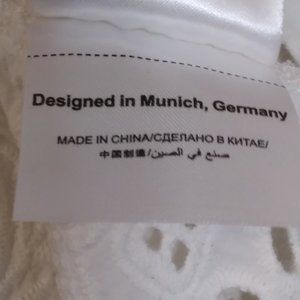 Designed in Munich, Germany
MADE IN CHINA/СДЕЛАНО В КИТАЕ/
中国制造/صنع في الصين